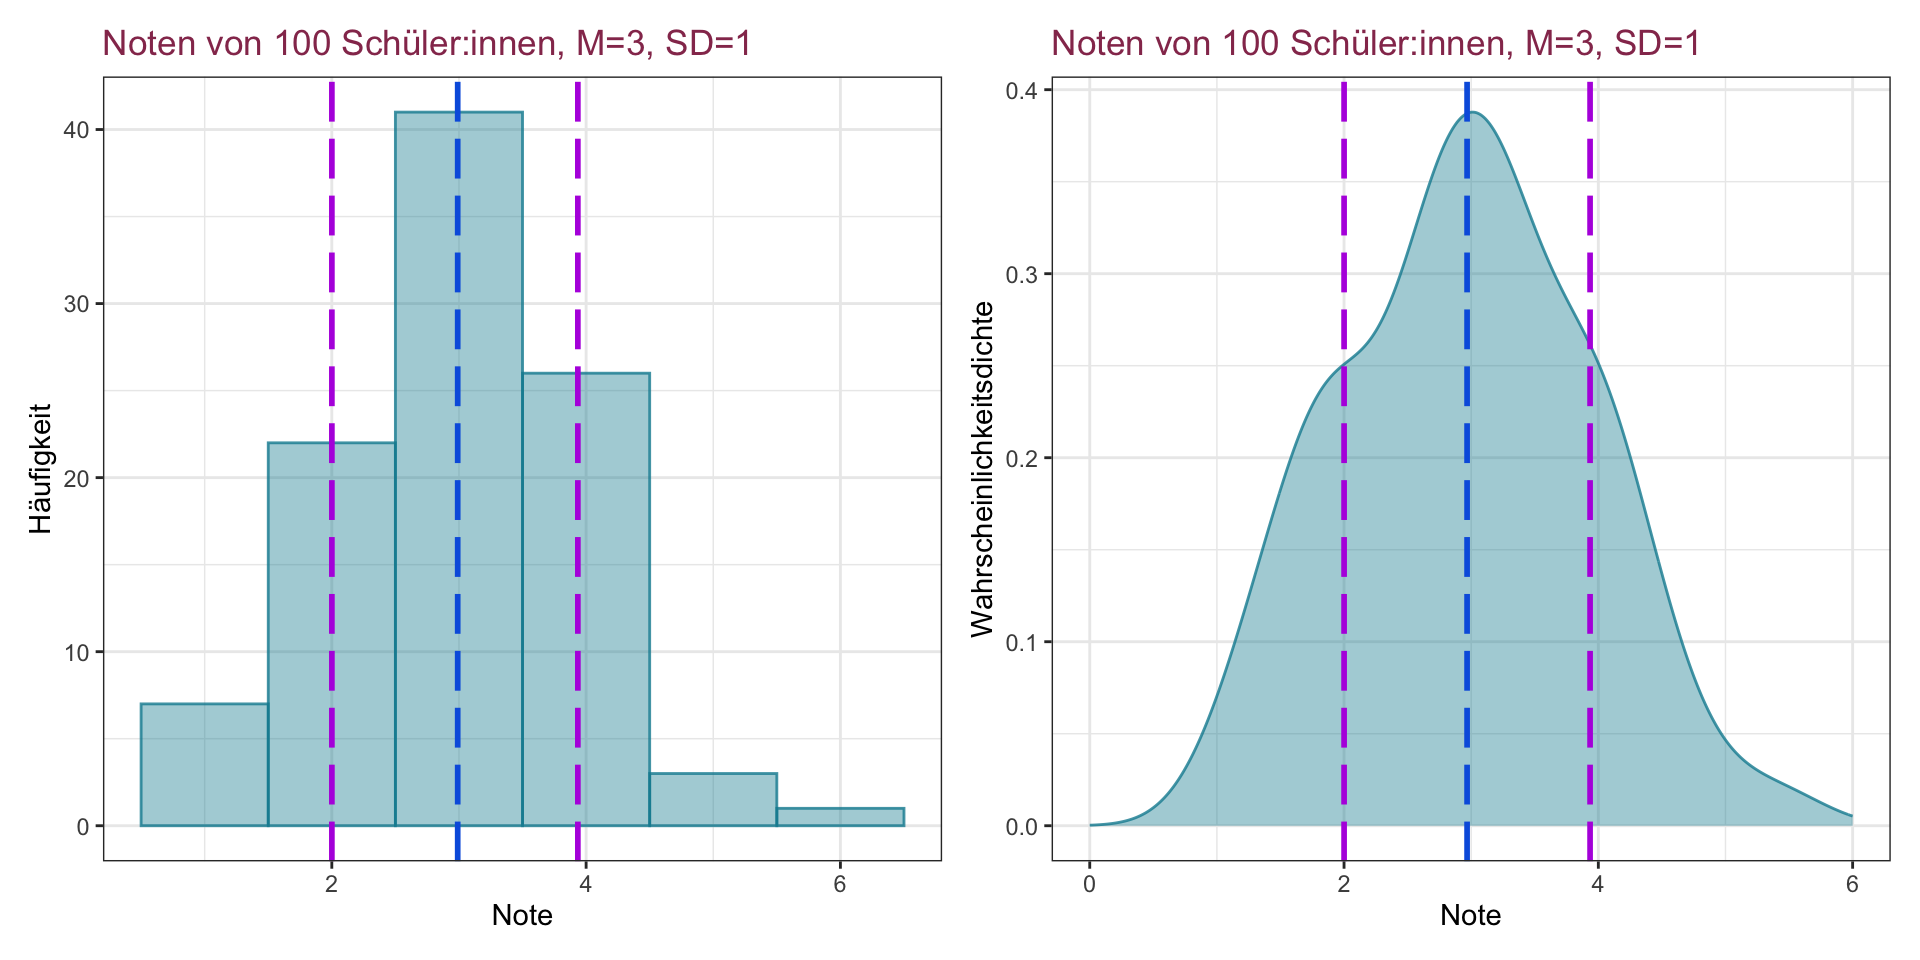 Noten von 100 Schüler:innen, M=3, SD=1
Häufigkeit
40
30
20
10
0
2 4 6
Note
Noten von 100 Schüler:innen, M=3, SD=1
Wahrscheinlichkeitsdichte
0.4
0.3
0.2
0.1
0.0
0 2 4 6
Note